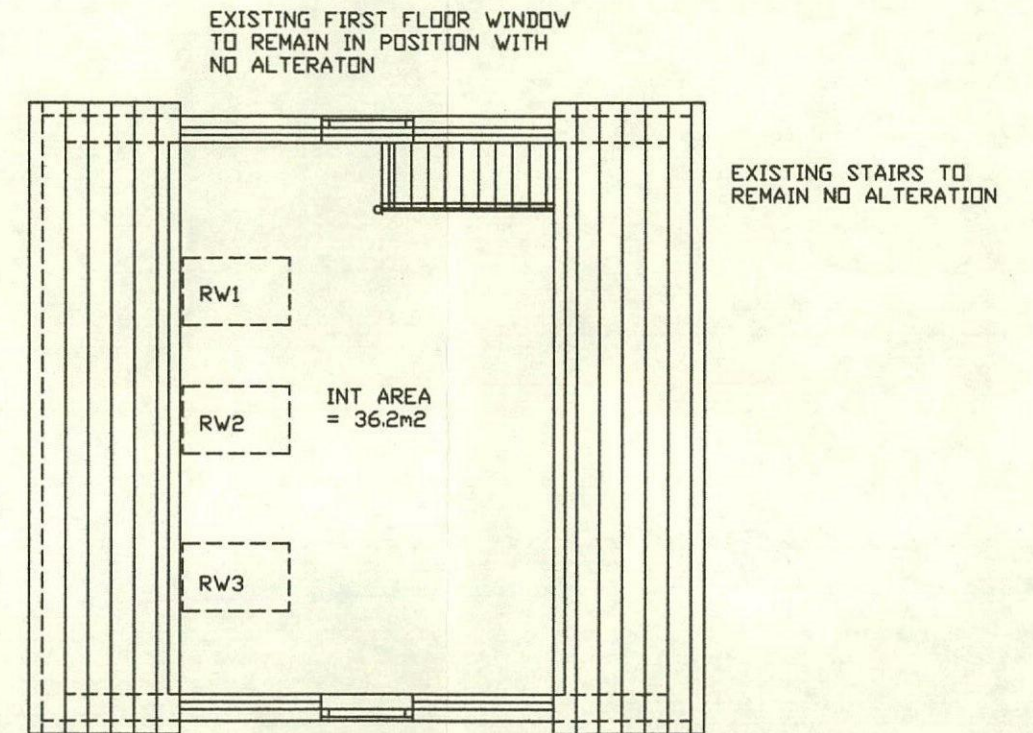 EXISTING FIRST FLOOR WINDOW
TO REMAIN IN POSITION WITH
NO ALTERATON
EXISTING STAIRS TO
REMAIN NO ALTERATION
RW1
INT AREA
= 36.2m2
RW2
RW3